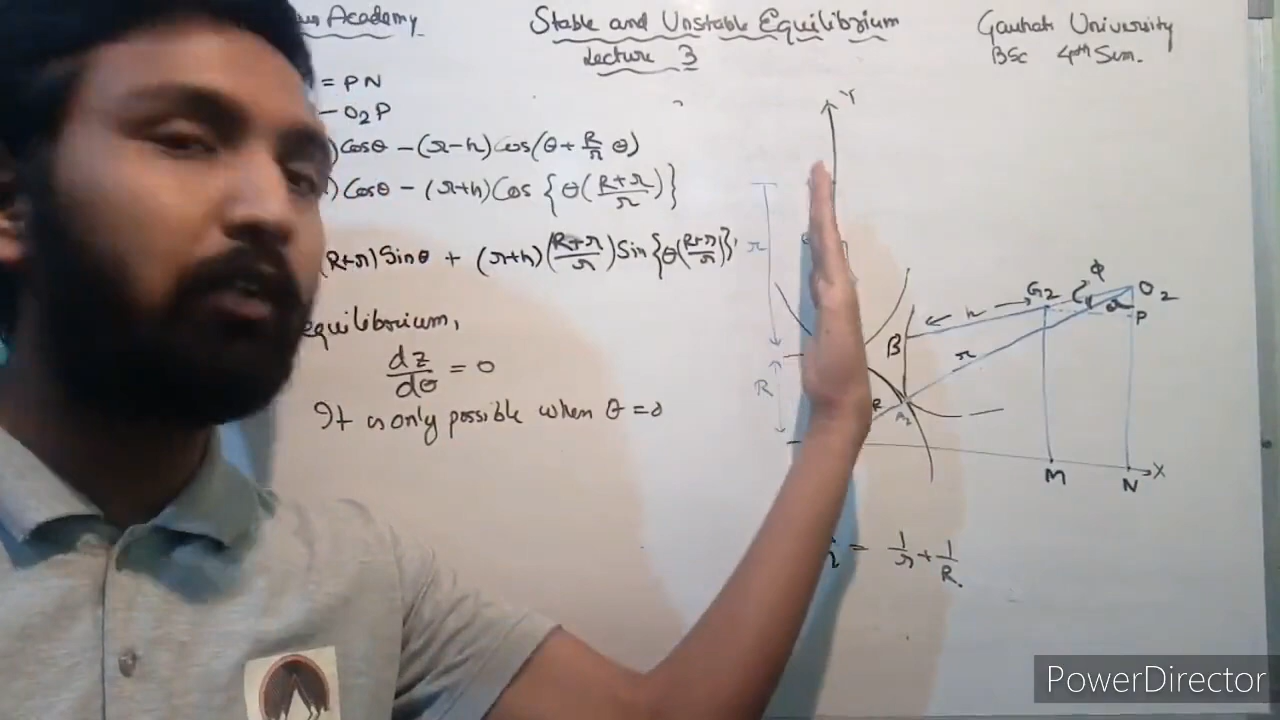 Academy
Stable and Unstable Equilibrium
Lecture 3
Gauhati University
BSc 4th Sem.
= PN
- O₂P
)Cosθ - (r-h) Cos(θ + R/r θ)
)Cosθ - (r+h) Cos {θ(R+r/r)}
(R+r) Sinθ + (r+h)(R+r/r) Sin {θ(R+r/r)}
equilibrium,
dz/dθ = 0
It is only possible when θ = 0
Y
r
R
h
G₂
φ
O₂
P
B
r
R
A₂
M
N
X
= 1/r + 1/R.
PowerDirector